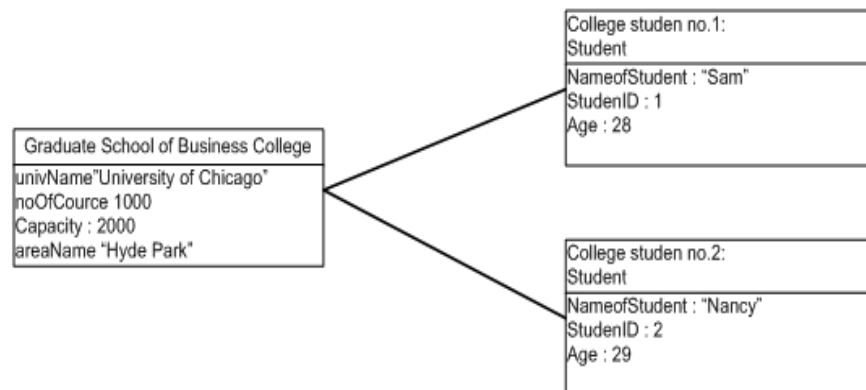 College studen no.1:
Student
NameofStudent : “Sam”
StudenID : 1
Age : 28
Graduate School of Business College
univName”University of Chicago”
noOfCource 1000
Capacity : 2000
areaName “Hyde Park”
College studen no.2:
Student
NameofStudent : “Nancy”
StudenID : 2
Age : 29